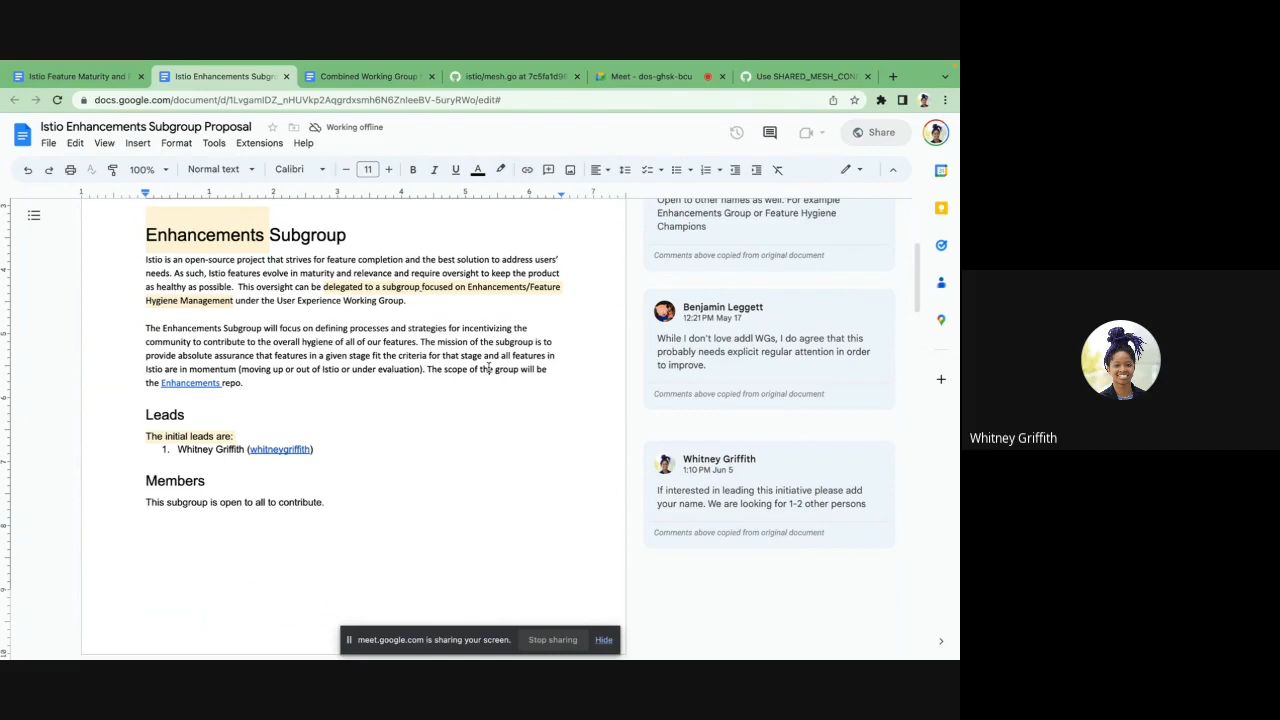 Istio Feature Maturity and
Istio Enhancements Subgr
Combined Working Group
istio/mesh.go at 7c5fa1d96
Meet - dos-ghsk-bcu
Use SHARED_MESH_CON
docs.google.com/document/d/1LvgamIDZ_nHUVkp2Aqgrdxsmh6N6ZnIeeBV-5uryRWo/edit#
Istio Enhancements Subgroup Proposal
Working offline
File Edit View Insert Format Tools Extensions Help
Share
100% Normal text Calibri 11
1 1 2 3 4 5 6 7
Enhancements Subgroup
Istio is an open-source project that strives for feature completion and the best solution to address users'
needs. As such, Istio features evolve in maturity and relevance and require oversight to keep the product
as healthy as possible. This oversight can be delegated to a subgroup focused on Enhancements/Feature
Hygiene Management under the User Experience Working Group.
The Enhancements Subgroup will focus on defining processes and strategies for incentivizing the
community to contribute to the overall hygiene of all of our features. The mission of the subgroup is to
provide absolute assurance that features in a given stage fit the criteria for that stage and all features in
Istio are in momentum (moving up or out of Istio or under evaluation). The scope of the group will be
the Enhancements repo.
Leads
The initial leads are:
1. Whitney Griffith (whitneygriffith)
Members
This subgroup is open to all to contribute.
Open to other names as well. For example
Enhancements Group or Feature Hygiene
Champions
Comments above copied from original document
Benjamin Leggett
12:21 PM May 17
While I don't love addl WGs, I do agree that this
probably needs explicit regular attention in order
to improve.
Comments above copied from original document
Whitney Griffith
1:10 PM Jun 5
If interested in leading this initiative please add
your name. We are looking for 1-2 other persons
Comments above copied from original document
meet.google.com is sharing your screen. Stop sharing Hide
Whitney Griffith